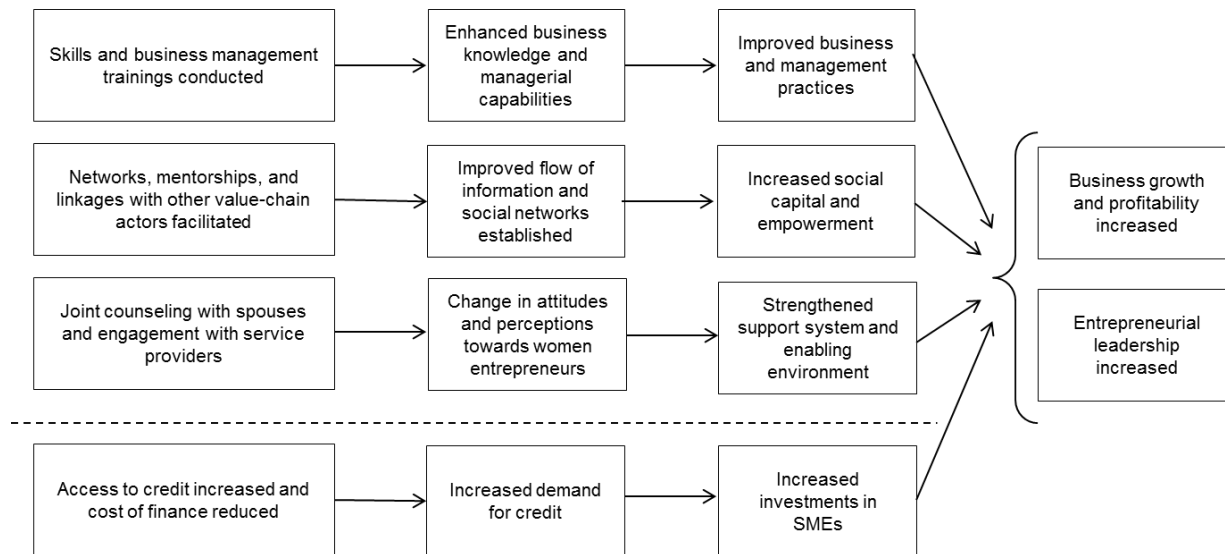 Skills and business management
trainings conducted
Enhanced business
knowledge and
managerial
capabilities
Improved business
and management
practices
Networks, mentorships, and
linkages with other value-chain
actors facilitated
Improved flow of
information and
social networks
established
Increased social
capital and
empowerment
Business growth
and profitability
increased
Joint counseling with spouses
and engagement with service
providers
Change in attitudes
and perceptions
towards women
entrepreneurs
Strengthened
support system and
enabling
environment
Entrepreneurial
leadership
increased
Access to credit increased and
cost of finance reduced
Increased demand
for credit
Increased
investments in
SMEs